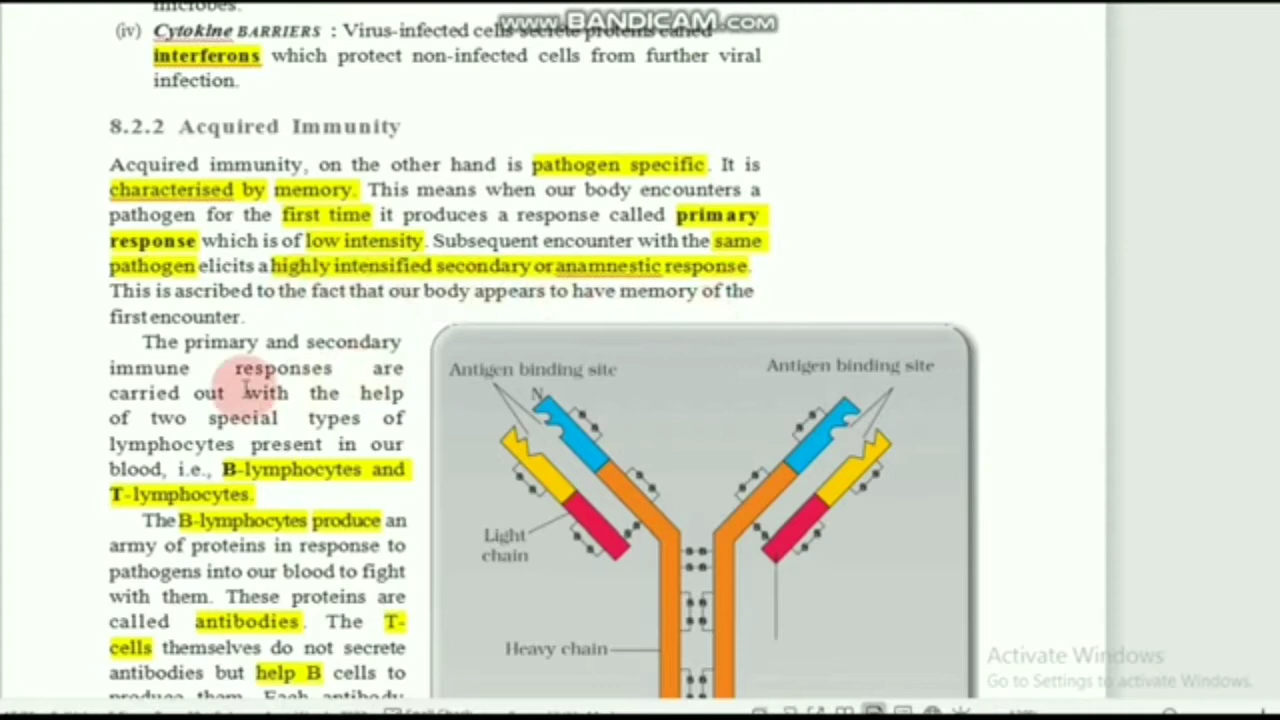 microbes.
www.BANDICAM.com
(iv) Cytokine BARRIERS : Virus-infected cells secrete proteins called
interferons which protect non-infected cells from further viral
infection.
8.2.2 Acquired Immunity
Acquired immunity, on the other hand is pathogen specific. It is
characterised by memory. This means when our body encounters a
pathogen for the first time it produces a response called primary
response which is of low intensity. Subsequent encounter with the same
pathogen elicits a highly intensified secondary or anamnestic response.
This is ascribed to the fact that our body appears to have memory of the
first encounter.
The primary and secondary
immune responses are
carried out with the help
of two special types of
lymphocytes present in our
blood, i.e., B-lymphocytes and
T-lymphocytes.
The B-lymphocytes produce an
army of proteins in response to
pathogens into our blood to fight
with them. These proteins are
called antibodies. The T-
cells themselves do not secrete
antibodies but help B cells to
produce them. Each antibody
Antigen binding site
Antigen binding site
N
Light
chain
Heavy chain
Activate Windows
Go to Settings to activate Windows.